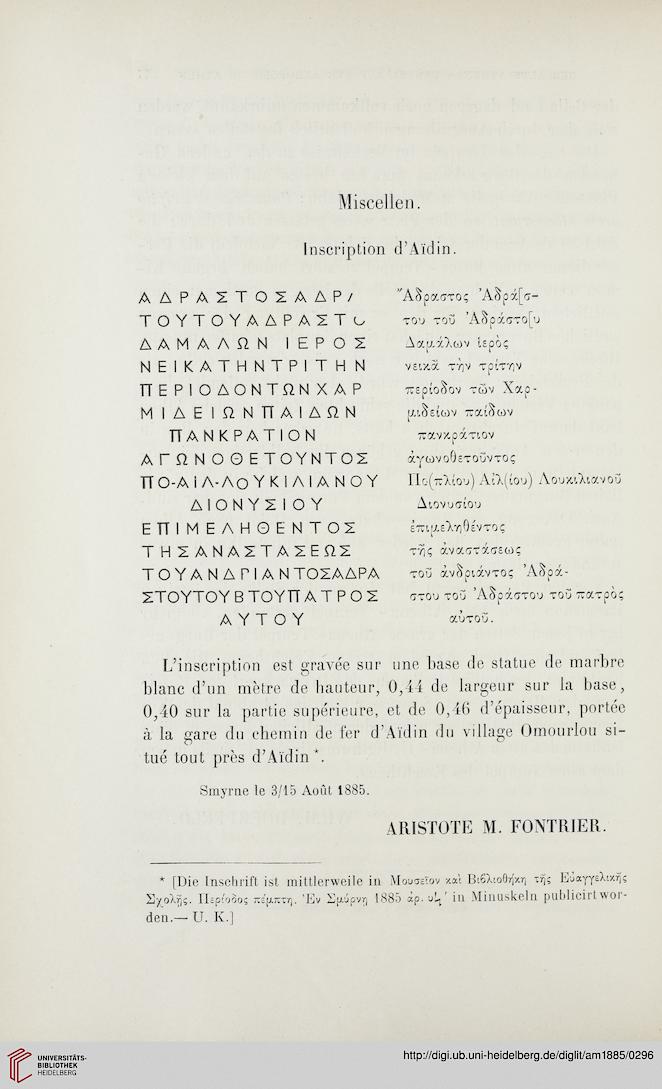 Miscellen.
Inscription d'Aïdin.
ΑΔΡΑΣΤΟΣΑΔΡ/ Ἄδραστος Ἀδρά[σ-
ΤΟΥΤΟΥΑΔΡΑΣΤ του τοῦ Ἀδράστο[υ
ΔΑΜΑΛΩΝ ΙΕΡΟΣ Δαμάλων ἱερὸς
ΝΕΙΚΑΤΗΝΤΡΙΤΗΝ νεικᾶ τὴν τρίτην
ΠΕΡΙΟΔΟΝΤΩΝΧΑΡ περίοδον τῶν Χαρ-
ΜΙΔΕΙΩΝΠΑΙΔΩΝ μιδείων παίδων
ΠΑΝΚΡΑΤΙΟΝ πανκράτιον
ΑΓΩΝΟΘΕΤΟΥΝΤΟΣ ἀγωνοθετοῦντος
ΠΟ-ΑΙΛ-ΛΟΥΚΙΛΙΑΝΟΥ Πο(πλίου) Αἰλ(ίου) Λουκιλιανοῦ
ΔΙΟΝΥΣΙΟΥ Διονυσίου
ΕΠΙΜΕΛΗΘΕΝΤΟΣ ἐπιμεληθέντος
ΤΗΣΑΝΑΣΤΑΣΕΩΣ τῆς ἀναστάσεως
ΤΟΥΑΝΔΡΙΑΝΤΟΣΑΔΡΑ τοῦ ἀνδριάντος Ἀδρά-
ΣΤΟΥΤΟΥΒΤΟΥΠΑΤΡΟΣ στου τοῦ Ἀδράστου τοῦ πατρὸς
ΑΥΤΟΥ αὐτοῦ.
L'inscription est gravée sur une base de statue de marbre
blanc d'un mètre de hauteur, 0,44 de largeur sur la base,
0,40 sur la partie supérieure, et de 0,46 d'épaisseur, portée
à la gare du chemin de fer d'Aïdin du village Omourlou si-
tué tout près d'Aïdin*.
Smyrne le 3/15 Août 1885.
ARISTOTE M. FONTRIER.
* [Die Inschrift ist mittlerweile in Μουσεῖον καὶ Βιβλιοθήκη τῆς Εὐαγγελικῆς
Σχολῆς. Περίοδος πέμπτη. Ἐν Σμύρνῃ 1885 ἀρ. in Minuskeln publicirt wor-
den.— U. K.]
UNIVERSITÄTS-
BIBLIOTHEK
HEIDELBERG
http://digi.ub.uni-heidelberg.de/diglit/am1885/0296